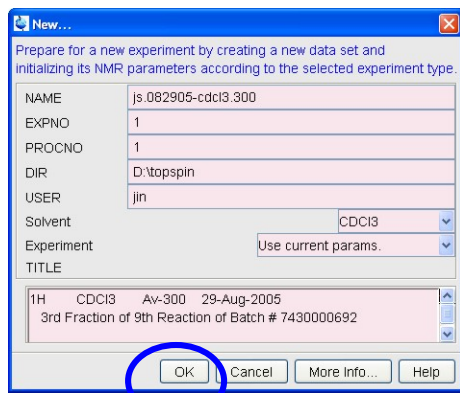 New...
Prepare for a new experiment by creating a new data set and
initializing its NMR parameters according to the selected experiment type.
NAME js.082905-cdcl3.300
EXPNO 1
PROCNO 1
DIR D:\topspin
USER jin
Solvent CDCl3
Experiment Use current params.
TITLE
1H CDCl3 Av-300 29-Aug-2005
3rd Fraction of 9th Reaction of Batch # 7430000692
OK Cancel More Info... Help